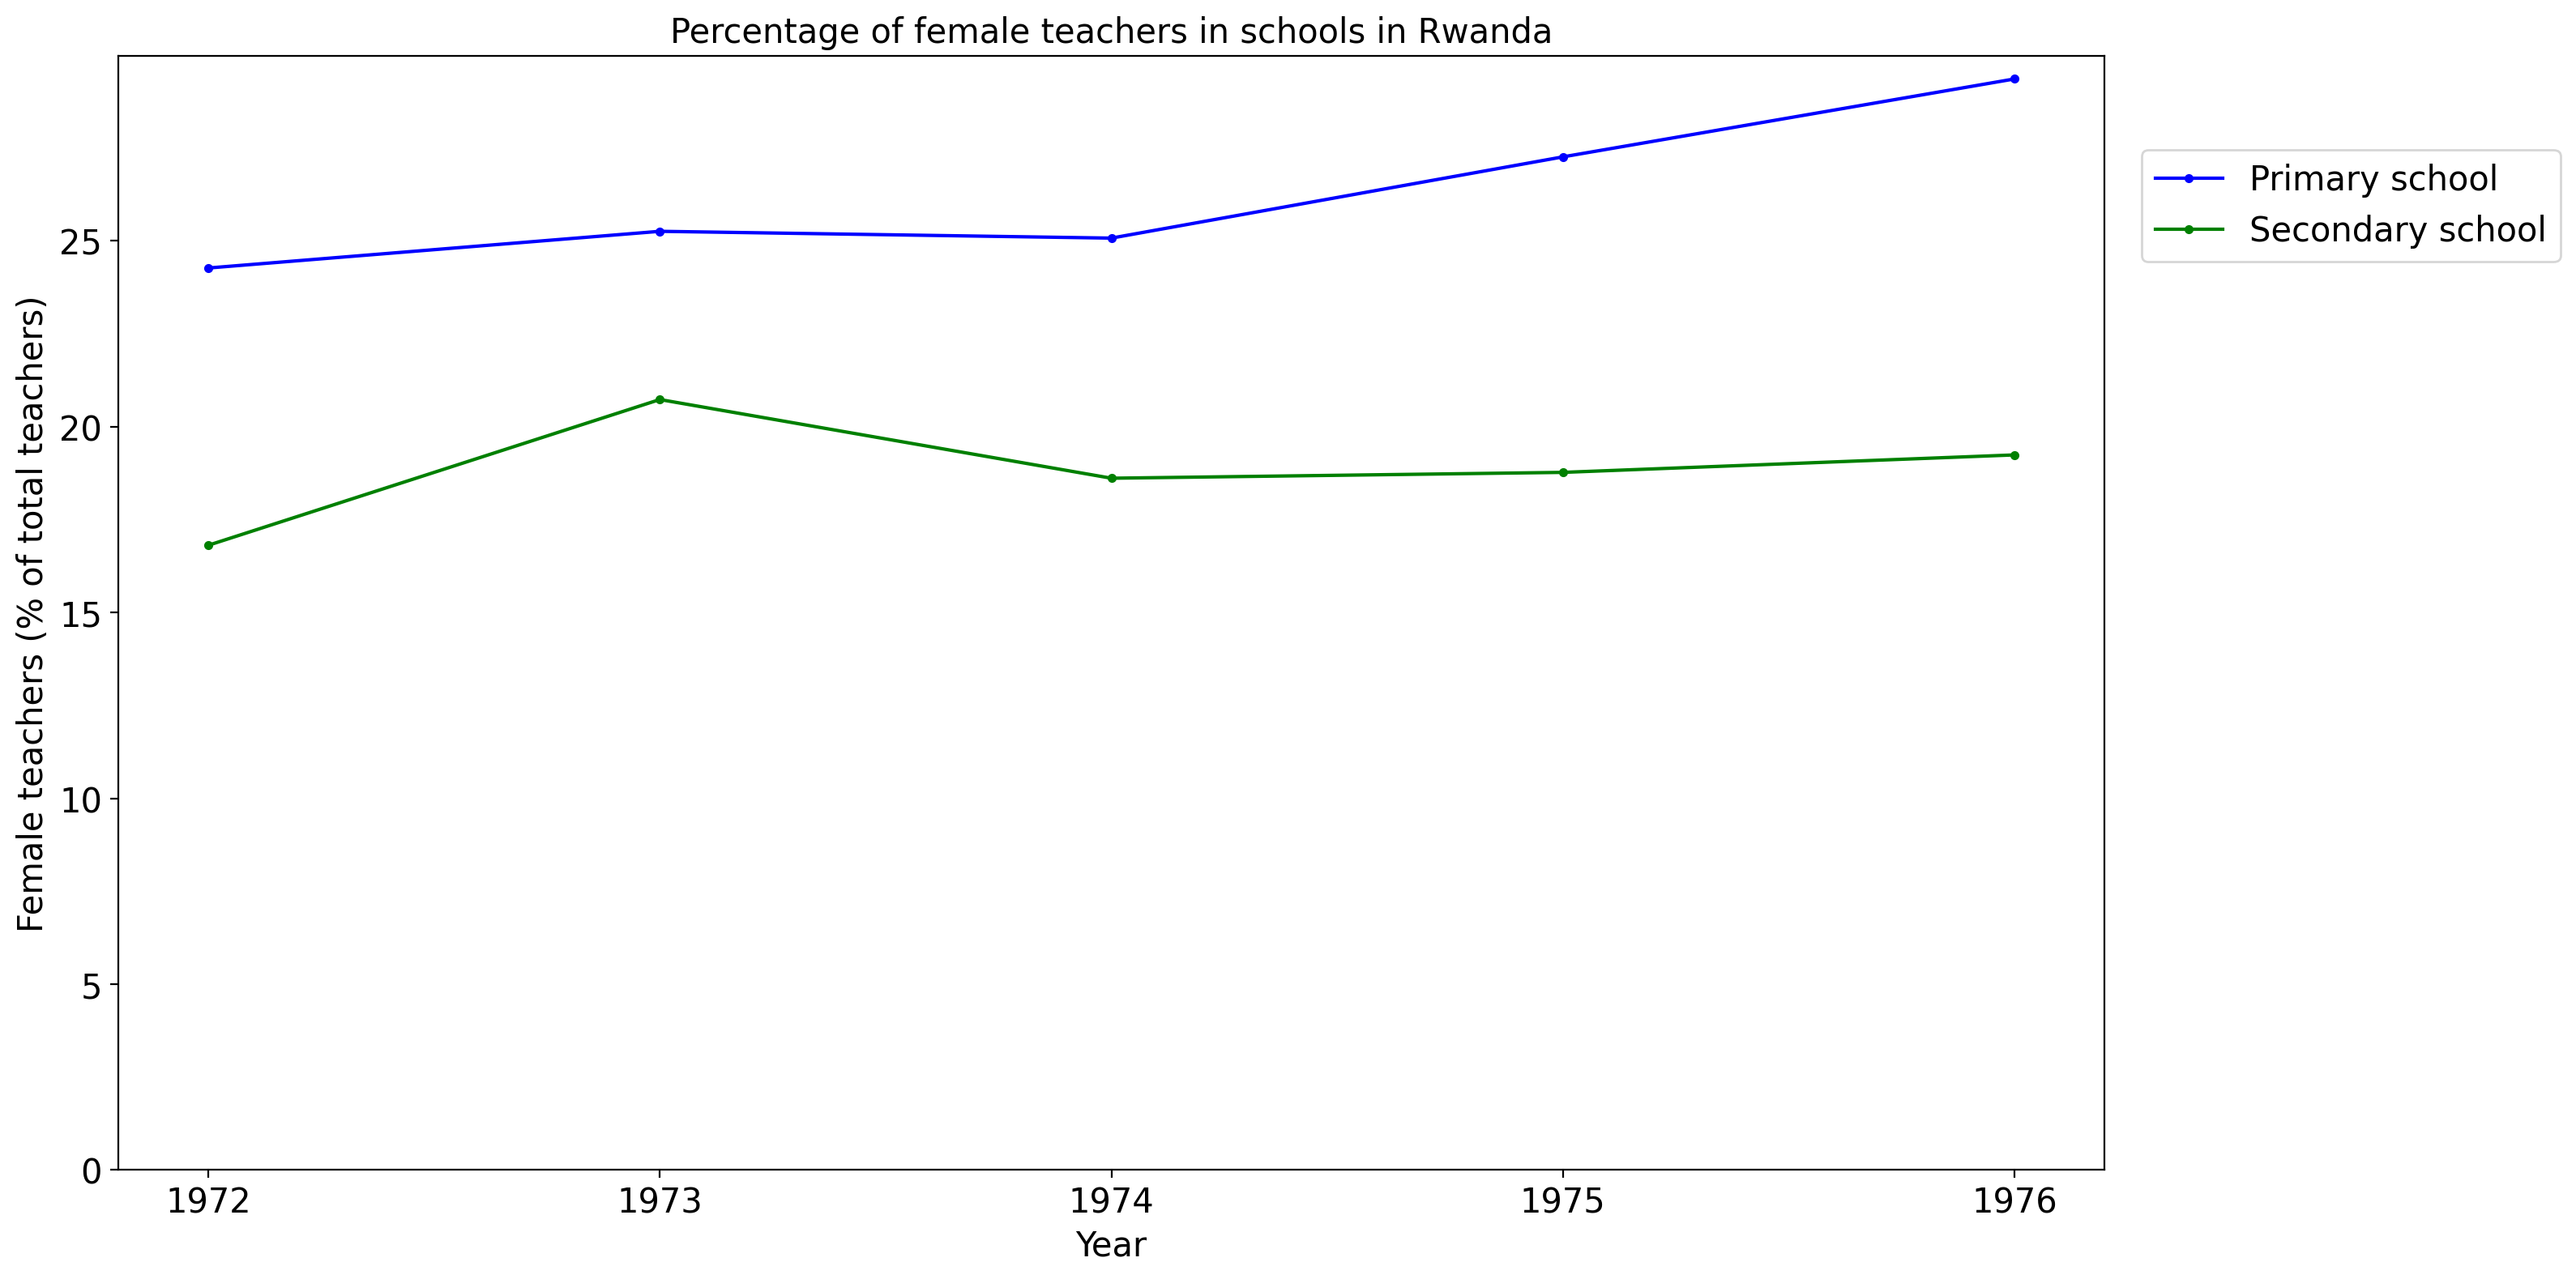 Percentage of female teachers in schools in Rwanda
Primary school
Secondary school
Female teachers (% of total teachers)
25
20
15
10
5
0
1972 1973 1974 1975 1976
Year